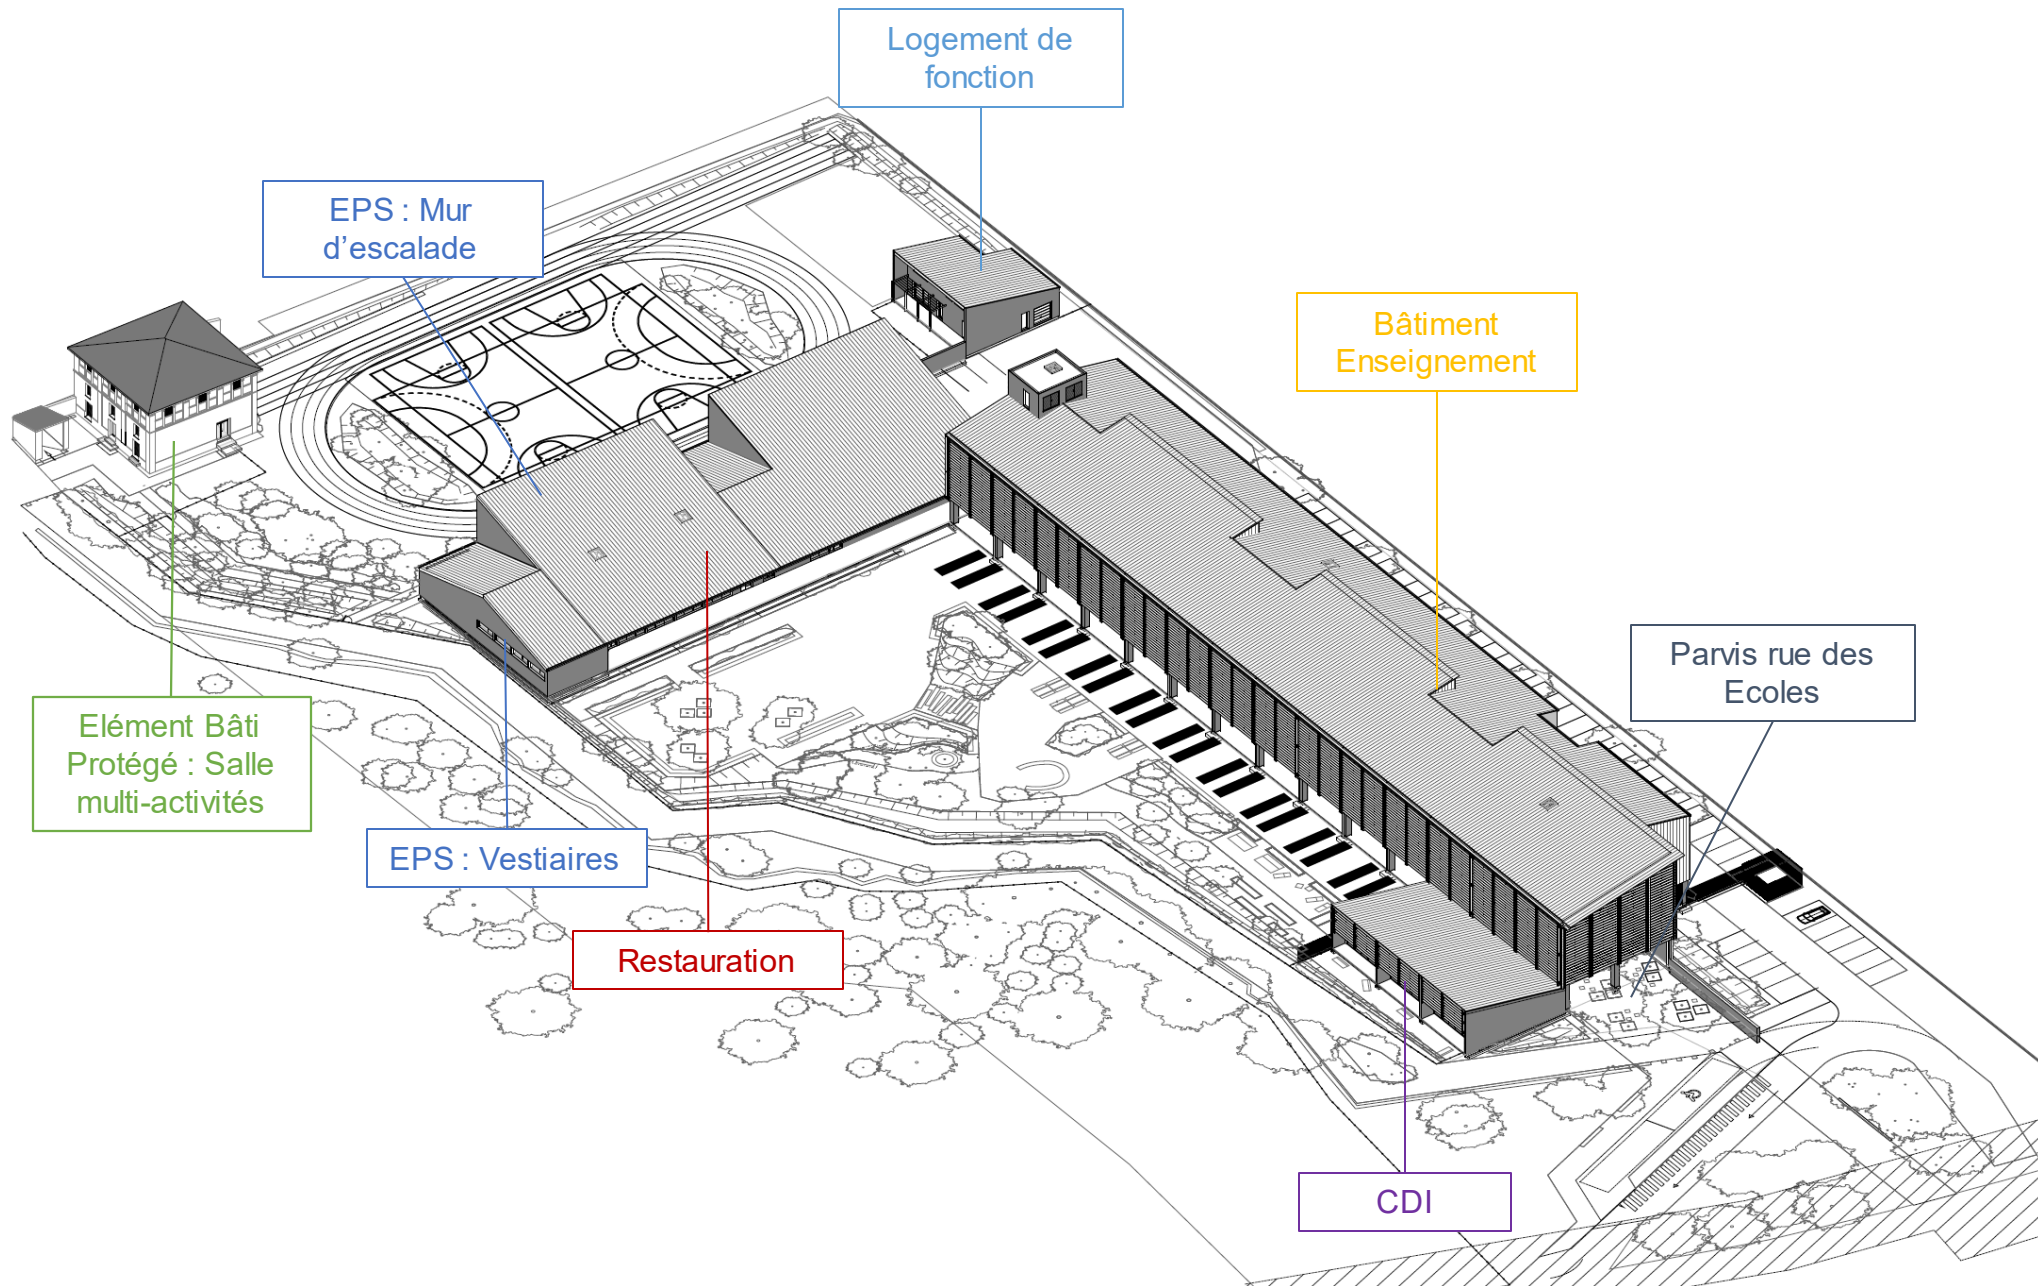 Logement de
fonction
EPS : Mur
d’escalade
Bâtiment
Enseignement
Parvis rue des
Ecoles
Elément Bâti
Protégé : Salle
multi-activités
EPS : Vestiaires
Restauration
CDI